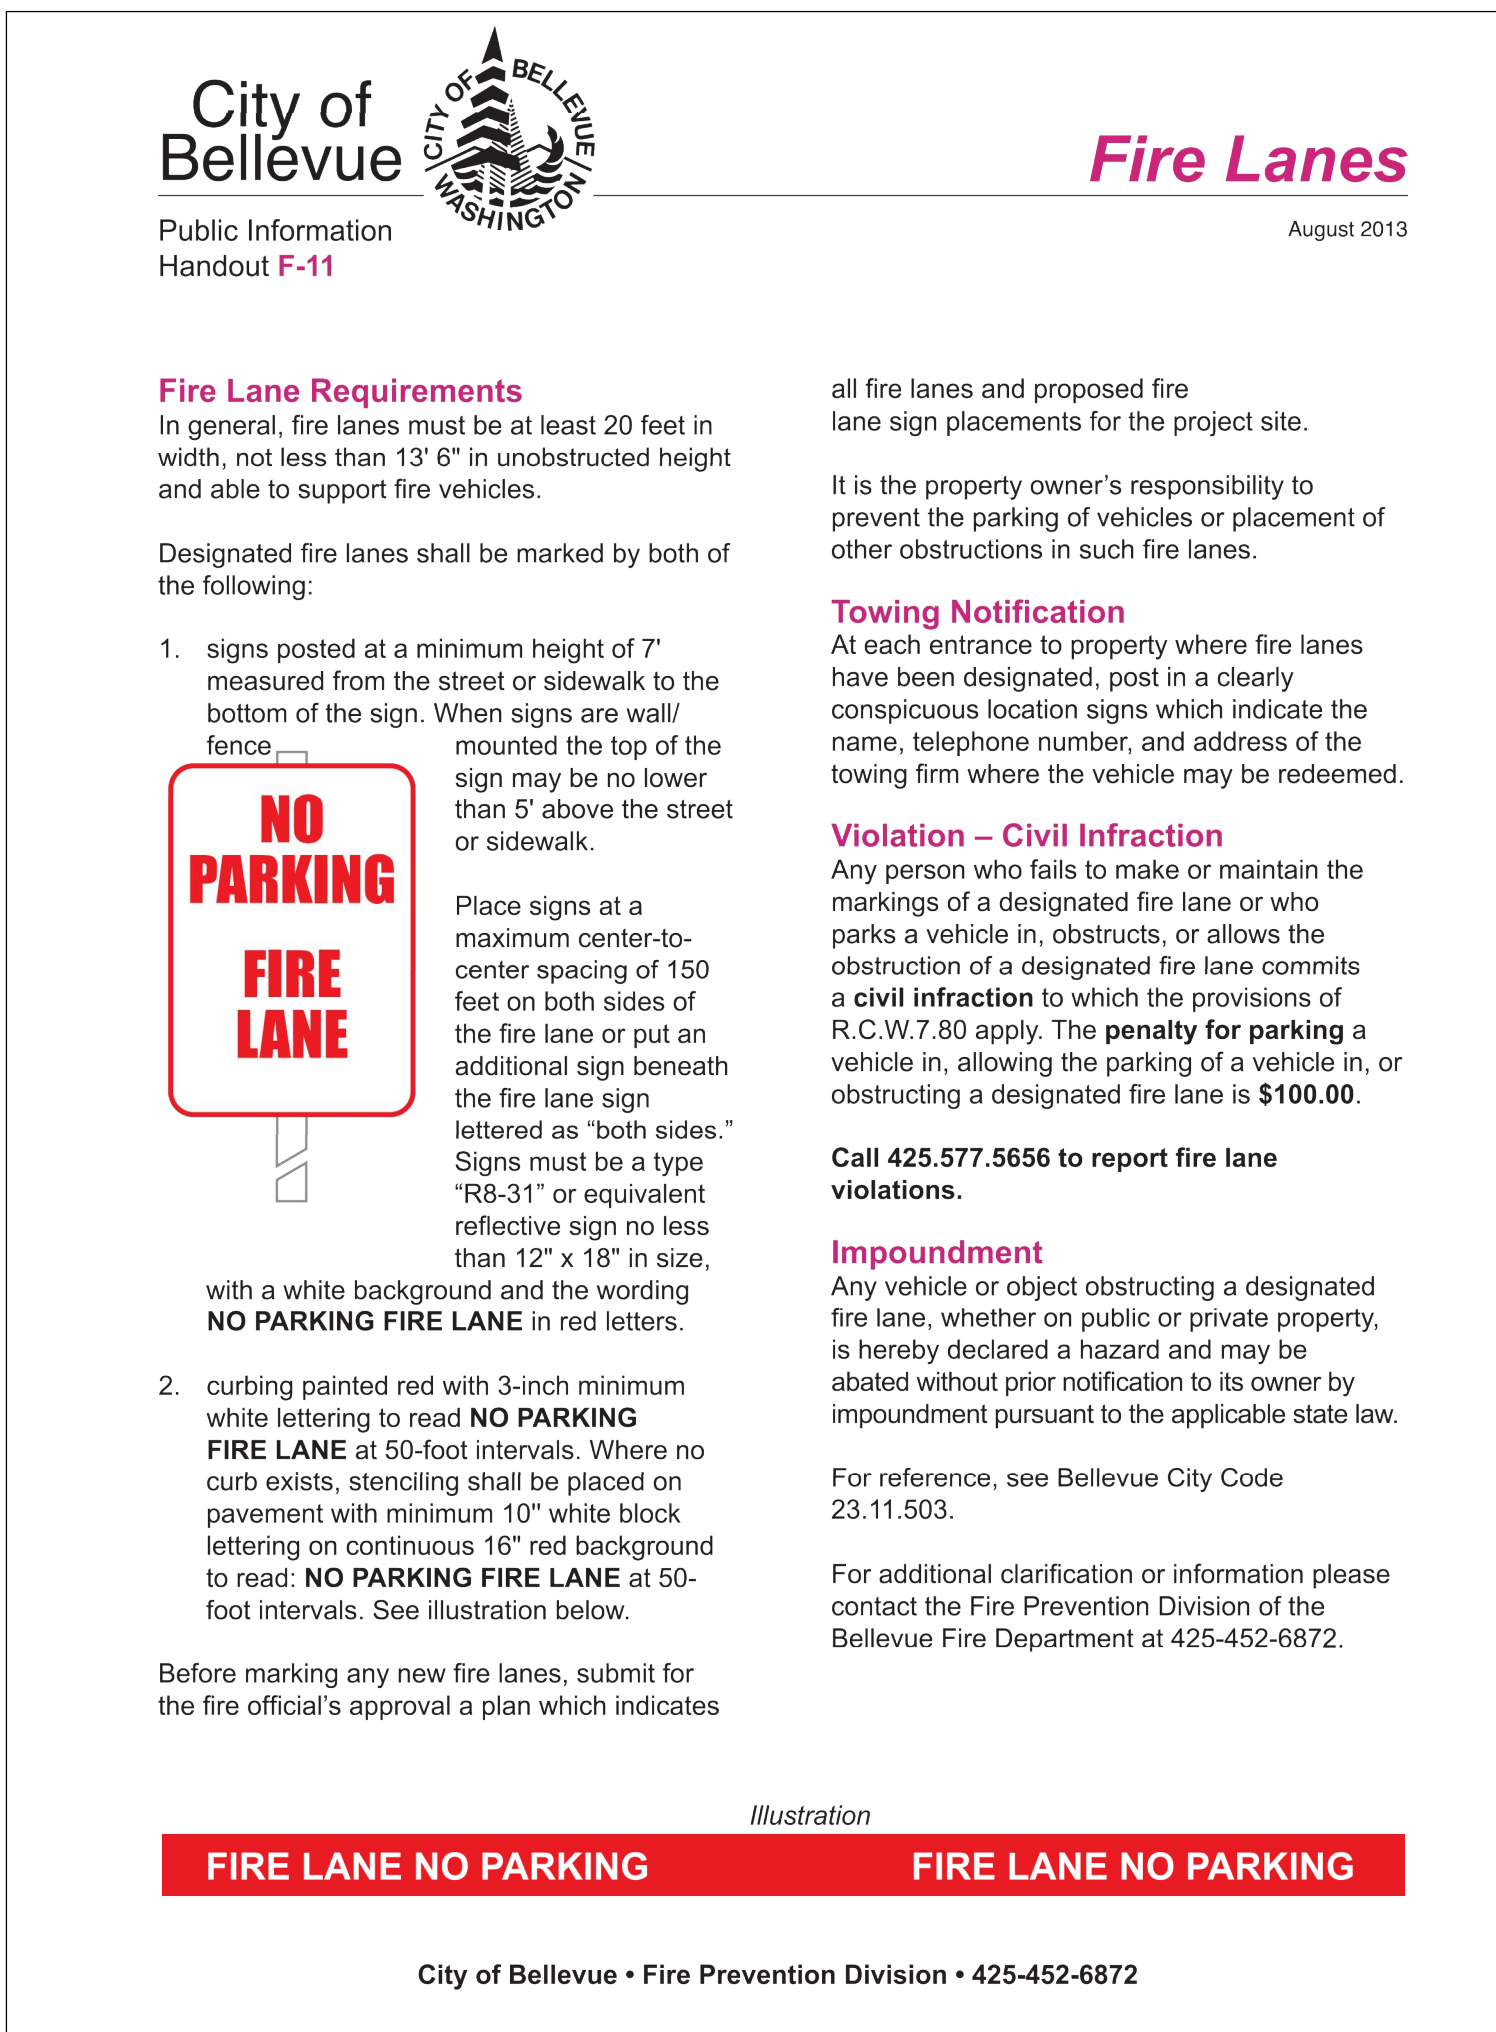 City of
Bellevue
CITY OF BELLEVUE
WASHINGTON
Fire Lanes
Public Information
Handout F-11
August 2013
Fire Lane Requirements
In general, fire lanes must be at least 20 feet in
width, not less than 13' 6" in unobstructed height
and able to support fire vehicles.
Designated fire lanes shall be marked by both of
the following:
1. signs posted at a minimum height of 7'
measured from the street or sidewalk to the
bottom of the sign. When signs are wall/
fence mounted the top of the
sign may be no lower
than 5' above the street
or sidewalk.
NO
PARKING
FIRE
LANE
Place signs at a
maximum center-to-
center spacing of 150
feet on both sides of
the fire lane or put an
additional sign beneath
the fire lane sign
lettered as “both sides.”
Signs must be a type
“R8-31” or equivalent
reflective sign no less
than 12" x 18" in size,
with a white background and the wording
NO PARKING FIRE LANE in red letters.
2. curbing painted red with 3-inch minimum
white lettering to read NO PARKING
FIRE LANE at 50-foot intervals. Where no
curb exists, stenciling shall be placed on
pavement with minimum 10'' white block
lettering on continuous 16" red background
to read: NO PARKING FIRE LANE at 50-
foot intervals. See illustration below.
Before marking any new fire lanes, submit for
the fire official’s approval a plan which indicates
all fire lanes and proposed fire
lane sign placements for the project site.
It is the property owner’s responsibility to
prevent the parking of vehicles or placement of
other obstructions in such fire lanes.
Towing Notification
At each entrance to property where fire lanes
have been designated, post in a clearly
conspicuous location signs which indicate the
name, telephone number, and address of the
towing firm where the vehicle may be redeemed.
Violation – Civil Infraction
Any person who fails to make or maintain the
markings of a designated fire lane or who
parks a vehicle in, obstructs, or allows the
obstruction of a designated fire lane commits
a civil infraction to which the provisions of
R.C.W.7.80 apply. The penalty for parking a
vehicle in, allowing the parking of a vehicle in, or
obstructing a designated fire lane is $100.00.
Call 425.577.5656 to report fire lane
violations.
Impoundment
Any vehicle or object obstructing a designated
fire lane, whether on public or private property,
is hereby declared a hazard and may be
abated without prior notification to its owner by
impoundment pursuant to the applicable state law.
For reference, see Bellevue City Code
23.11.503.
For additional clarification or information please
contact the Fire Prevention Division of the
Bellevue Fire Department at 425-452-6872.
Illustration
FIRE LANE NO PARKING FIRE LANE NO PARKING
City of Bellevue • Fire Prevention Division • 425-452-6872